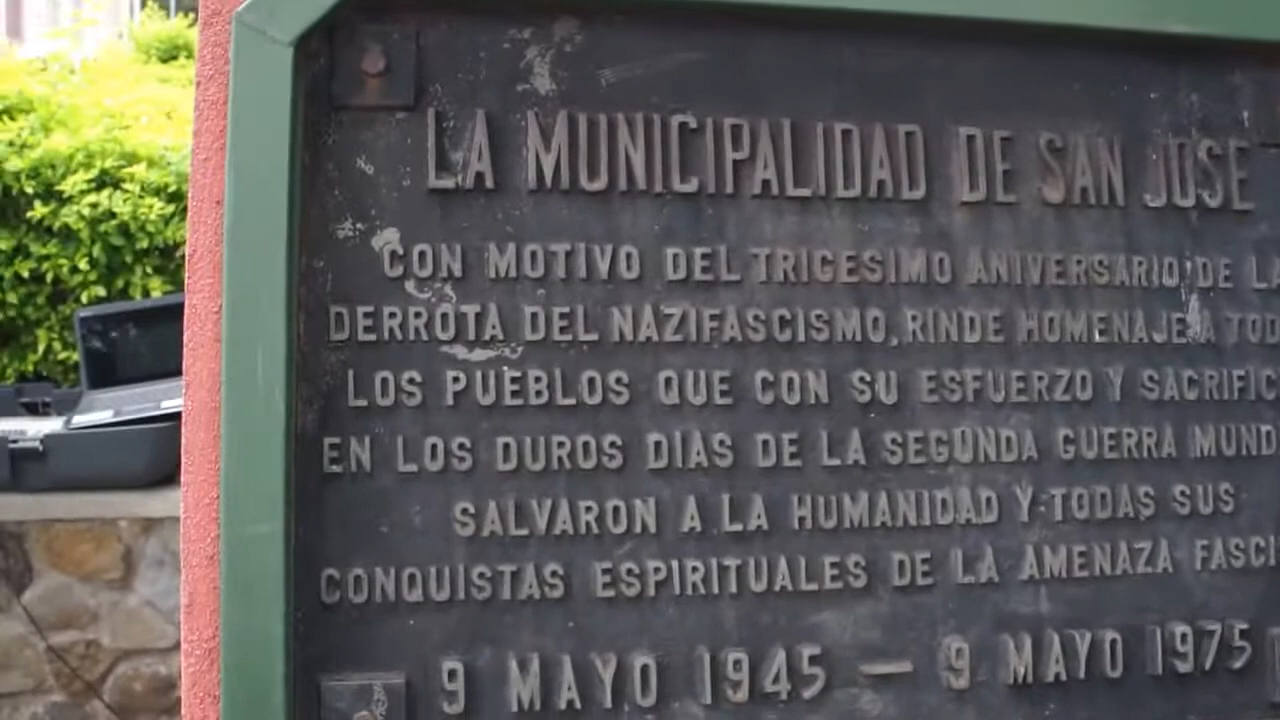 LA MUNICIPALIDAD DE SAN JOSE
CON MOTIVO DEL TRIGESIMO ANIVERSARIO DE LA
DERROTA DEL NAZIFASCISMO, RINDE HOMENAJE A TOD
LOS PUEBLOS QUE CON SU ESFUERZO Y SACRIFIC
EN LOS DUROS DIAS DE LA SEGUNDA GUERRA MUND
SALVARON A LA HUMANIDAD Y TODAS SUS
CONQUISTAS ESPIRITUALES DE LA AMENAZA FASCI
9 MAYO 1945 — 9 MAYO 1975